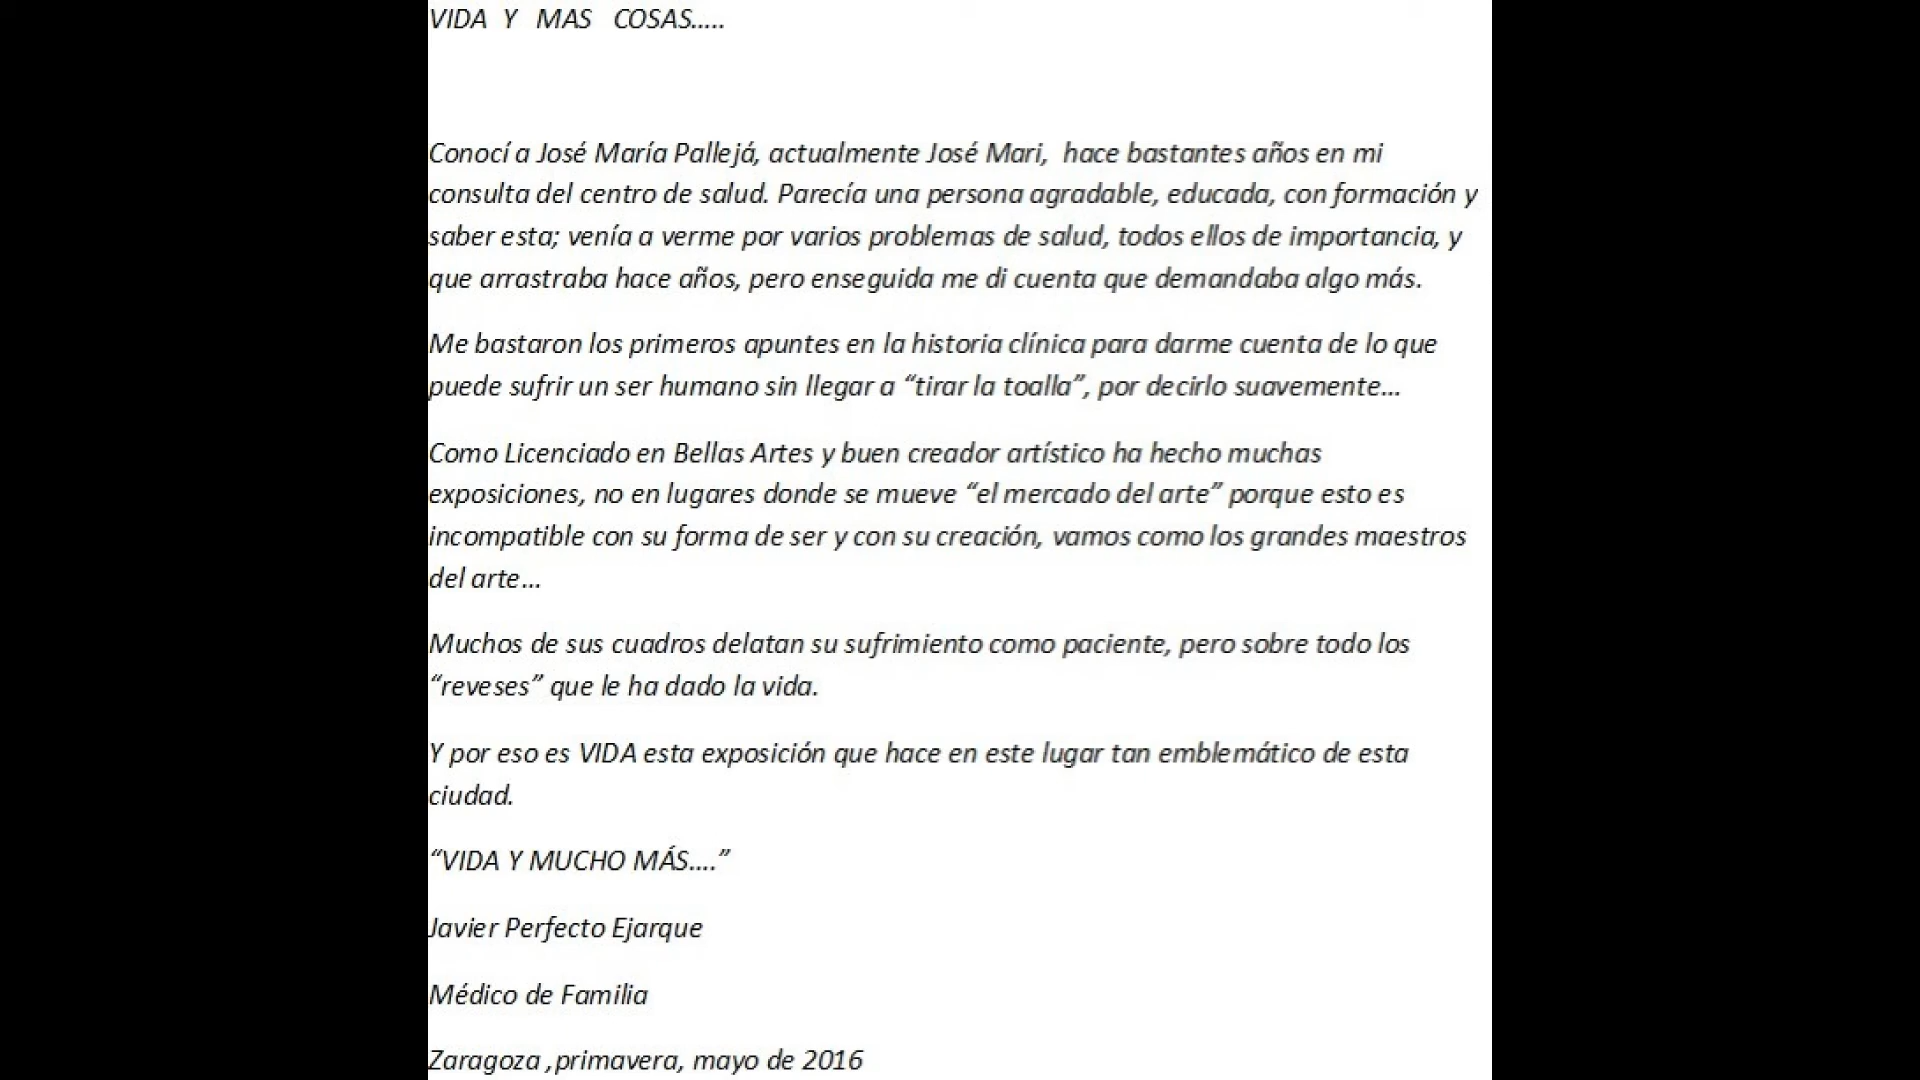 VIDA Y MAS COSAS.....
Conocí a José María Pallejá, actualmente José Mari, hace bastantes años en mi
consulta del centro de salud. Parecía una persona agradable, educada, con formación y
saber esta; venía a verme por varios problemas de salud, todos ellos de importancia, y
que arrastraba hace años, pero enseguida me di cuenta que demandaba algo más.
Me bastaron los primeros apuntes en la historia clínica para darme cuenta de lo que
puede sufrir un ser humano sin llegar a “tirar la toalla”, por decirlo suavemente...
Como Licenciado en Bellas Artes y buen creador artístico ha hecho muchas
exposiciones, no en lugares donde se mueve “el mercado del arte” porque esto es
incompatible con su forma de ser y con su creación, vamos como los grandes maestros
del arte...
Muchos de sus cuadros delatan su sufrimiento como paciente, pero sobre todo los
“reveses” que le ha dado la vida.
Y por eso es VIDA esta exposición que hace en este lugar tan emblemático de esta
ciudad.
“VIDA Y MUCHO MÁS....”
Javier Perfecto Ejarque
Médico de Familia
Zaragoza ,primavera, mayo de 2016